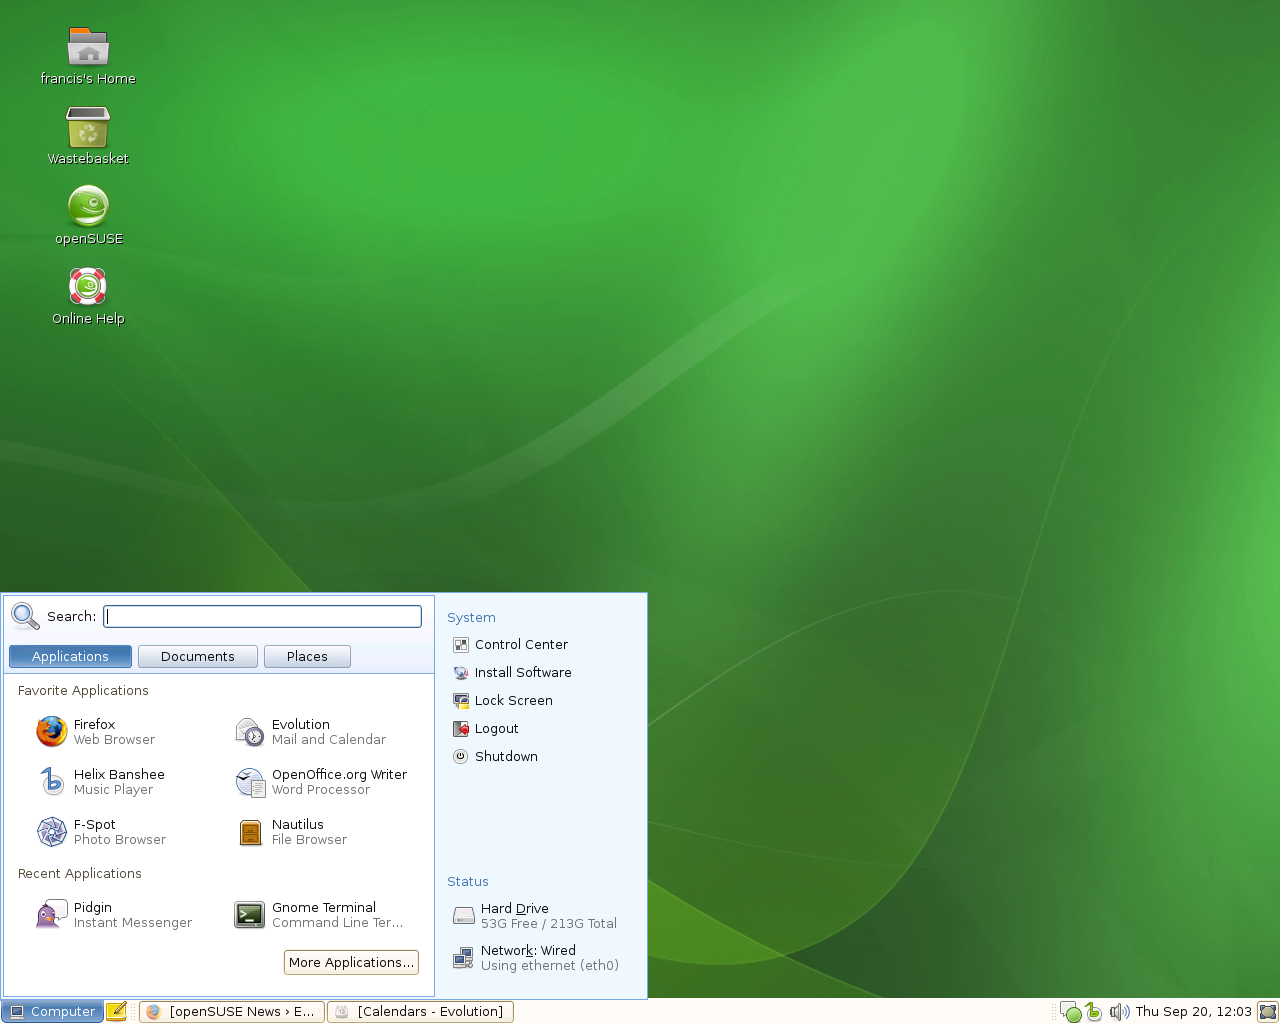 francis's Home
Wastebasket
openSUSE
Online Help
Search:
Applications Documents Places
Favorite Applications
Firefox
Web Browser
Evolution
Mail and Calendar
Helix Banshee
Music Player
OpenOffice.org Writer
Word Processor
F-Spot
Photo Browser
Nautilus
File Browser
Recent Applications
Pidgin
Instant Messenger
Gnome Terminal
Command Line Ter...
More Applications...
System
Control Center
Install Software
Lock Screen
Logout
Shutdown
Status
Hard Drive
53G Free / 213G Total
Network: Wired
Using ethernet (eth0)
Computer [openSUSE News › E... [Calendars - Evolution] Thu Sep 20, 12:03